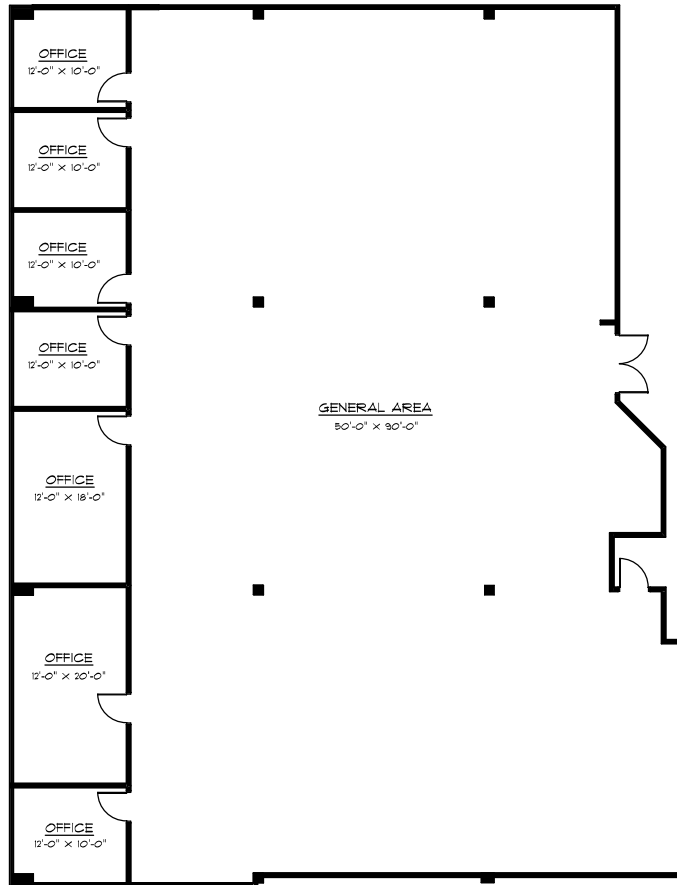 OFFICE
12'-0" X 10'-0"
OFFICE
12'-0" X 10'-0"
OFFICE
12'-0" X 10'-0"
OFFICE
12'-0" X 10'-0"
GENERAL AREA
50'-0" X 90'-0"
OFFICE
12'-0" X 18'-0"
OFFICE
12'-0" X 20'-0"
OFFICE
12'-0" X 10'-0"